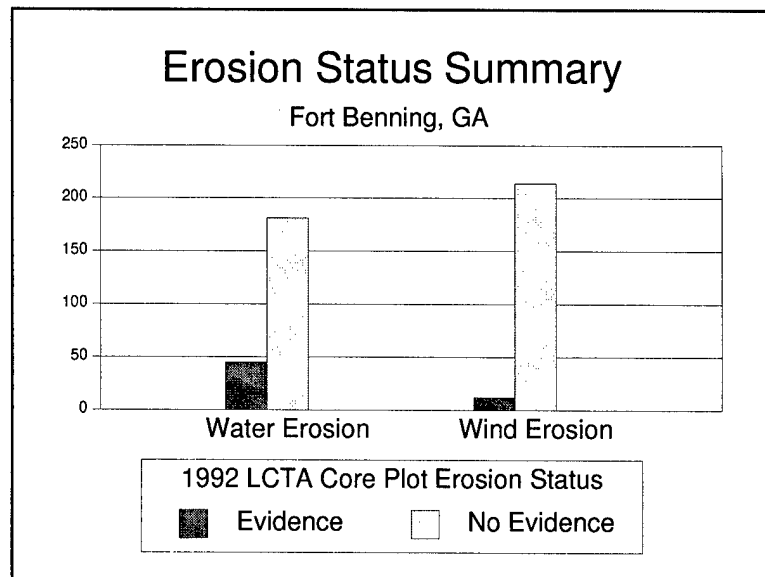 Erosion Status Summary
Fort Benning, GA
250
200
150
100
50
0
Water Erosion Wind Erosion
1992 LCTA Core Plot Erosion Status
Evidence No Evidence